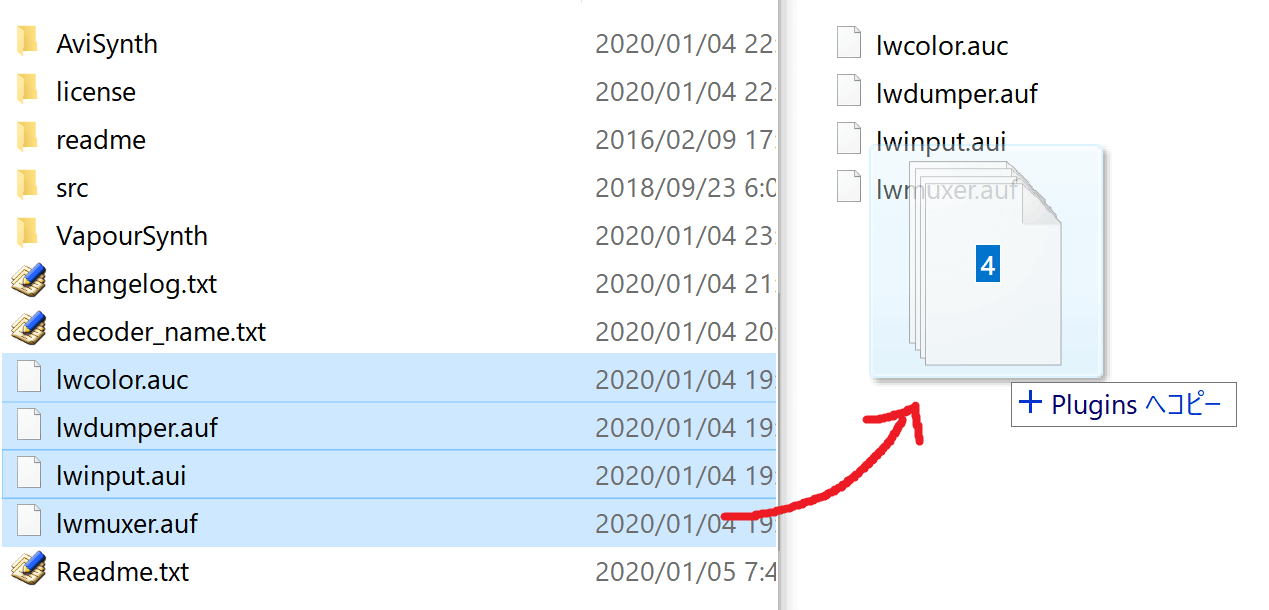 AviSynth 2020/01/04 22:
license 2020/01/04 22:
readme 2016/02/09 17:
src 2018/09/23 6:0
VapourSynth 2020/01/04 23:
changelog.txt 2020/01/04 21:
decoder_name.txt 2020/01/04 20:
lwcolor.auc 2020/01/04 19:
lwdumper.auf 2020/01/04 19:
lwinput.aui 2020/01/04 19:
lwmuxer.auf 2020/01/04 19:
Readme.txt 2020/01/05 7:4
lwcolor.auc
lwdumper.auf
lwinput.aui
lwmuxer.auf
4
+ Plugins へコピー